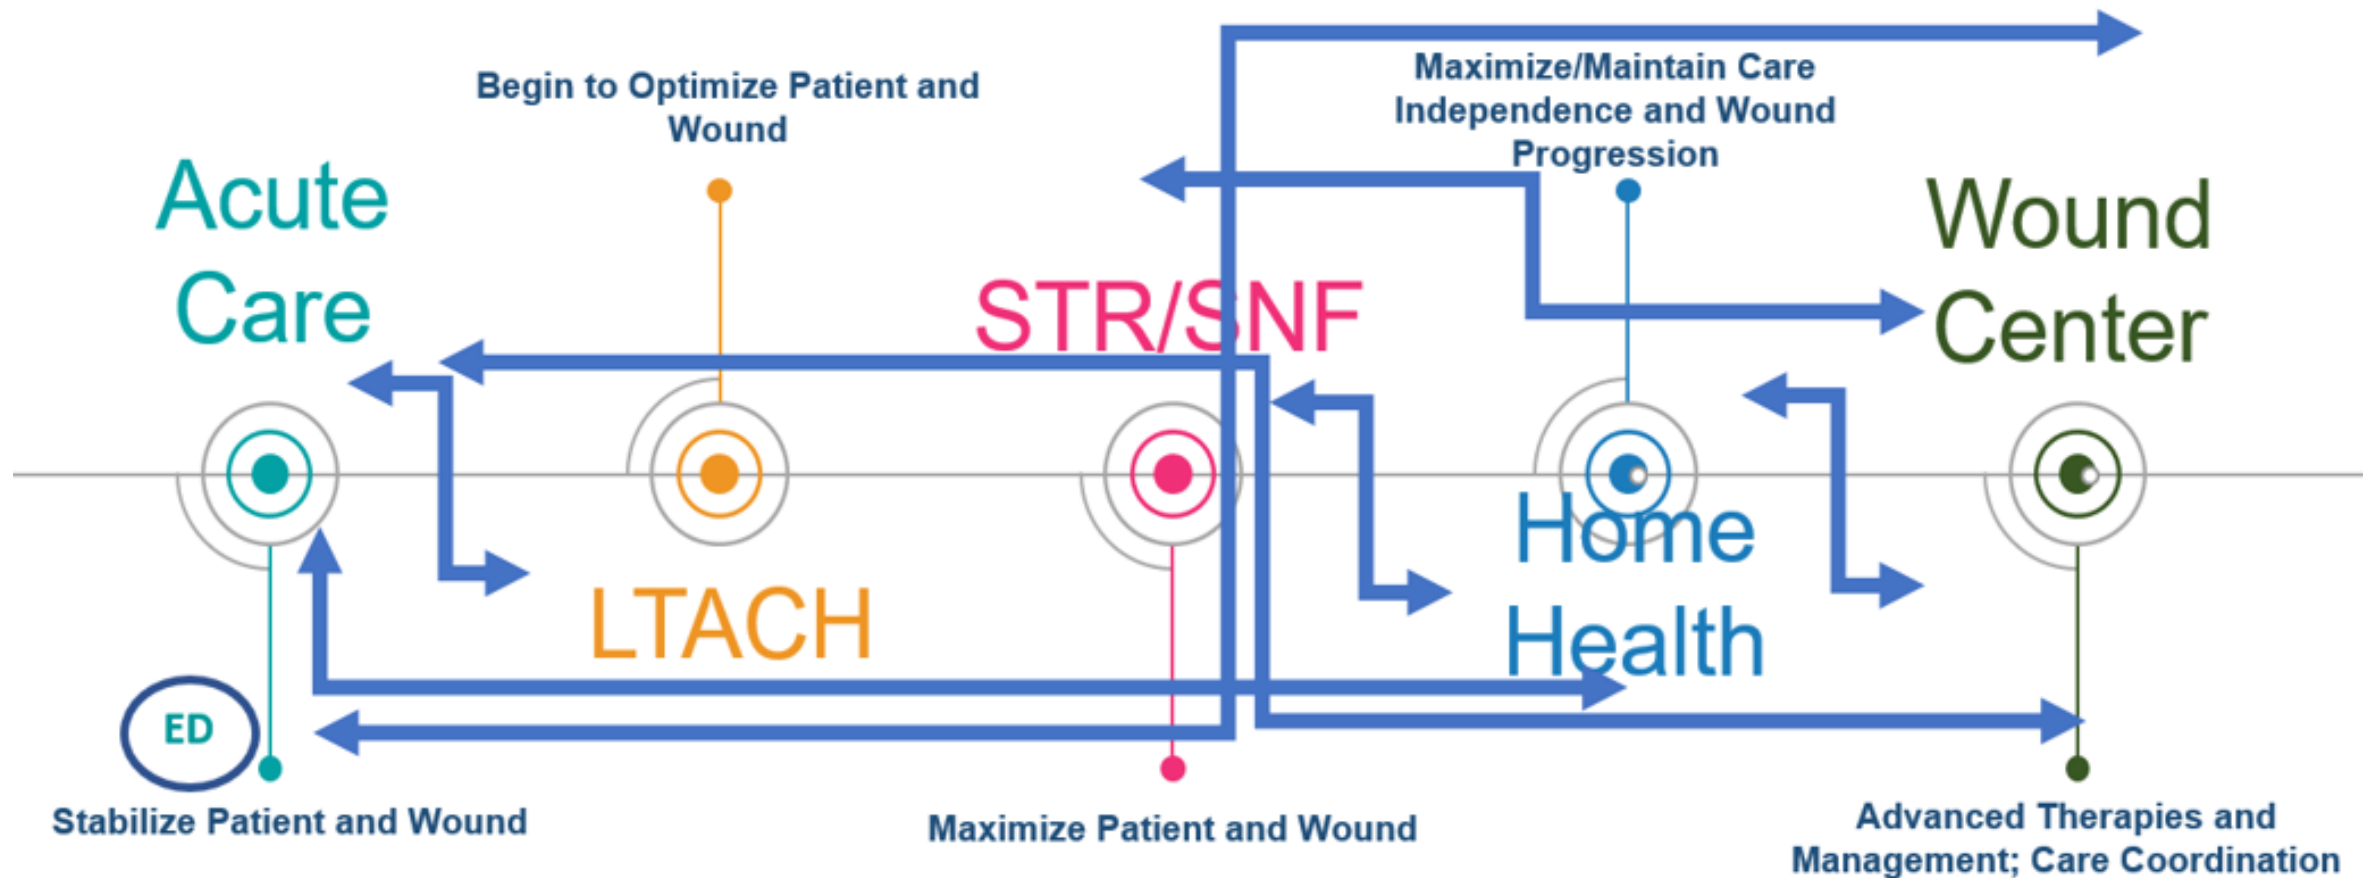 Begin to Optimize Patient and
Wound
Maximize/Maintain Care
Independence and Wound
Progression
Acute
Care
STR/SNF
Wound
Center
LTACH
Home
Health
ED
Stabilize Patient and Wound
Maximize Patient and Wound
Advanced Therapies and
Management; Care Coordination